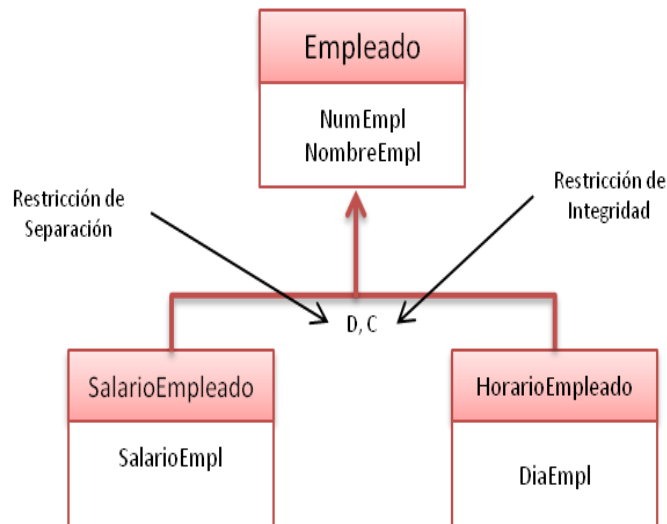 Empleado
NumEmpl
NombreEmpl
Restricción de
Separación
Restricción de
Integridad
D, C
SalarioEmpleado
SalarioEmpl
HorarioEmpleado
DiaEmpl